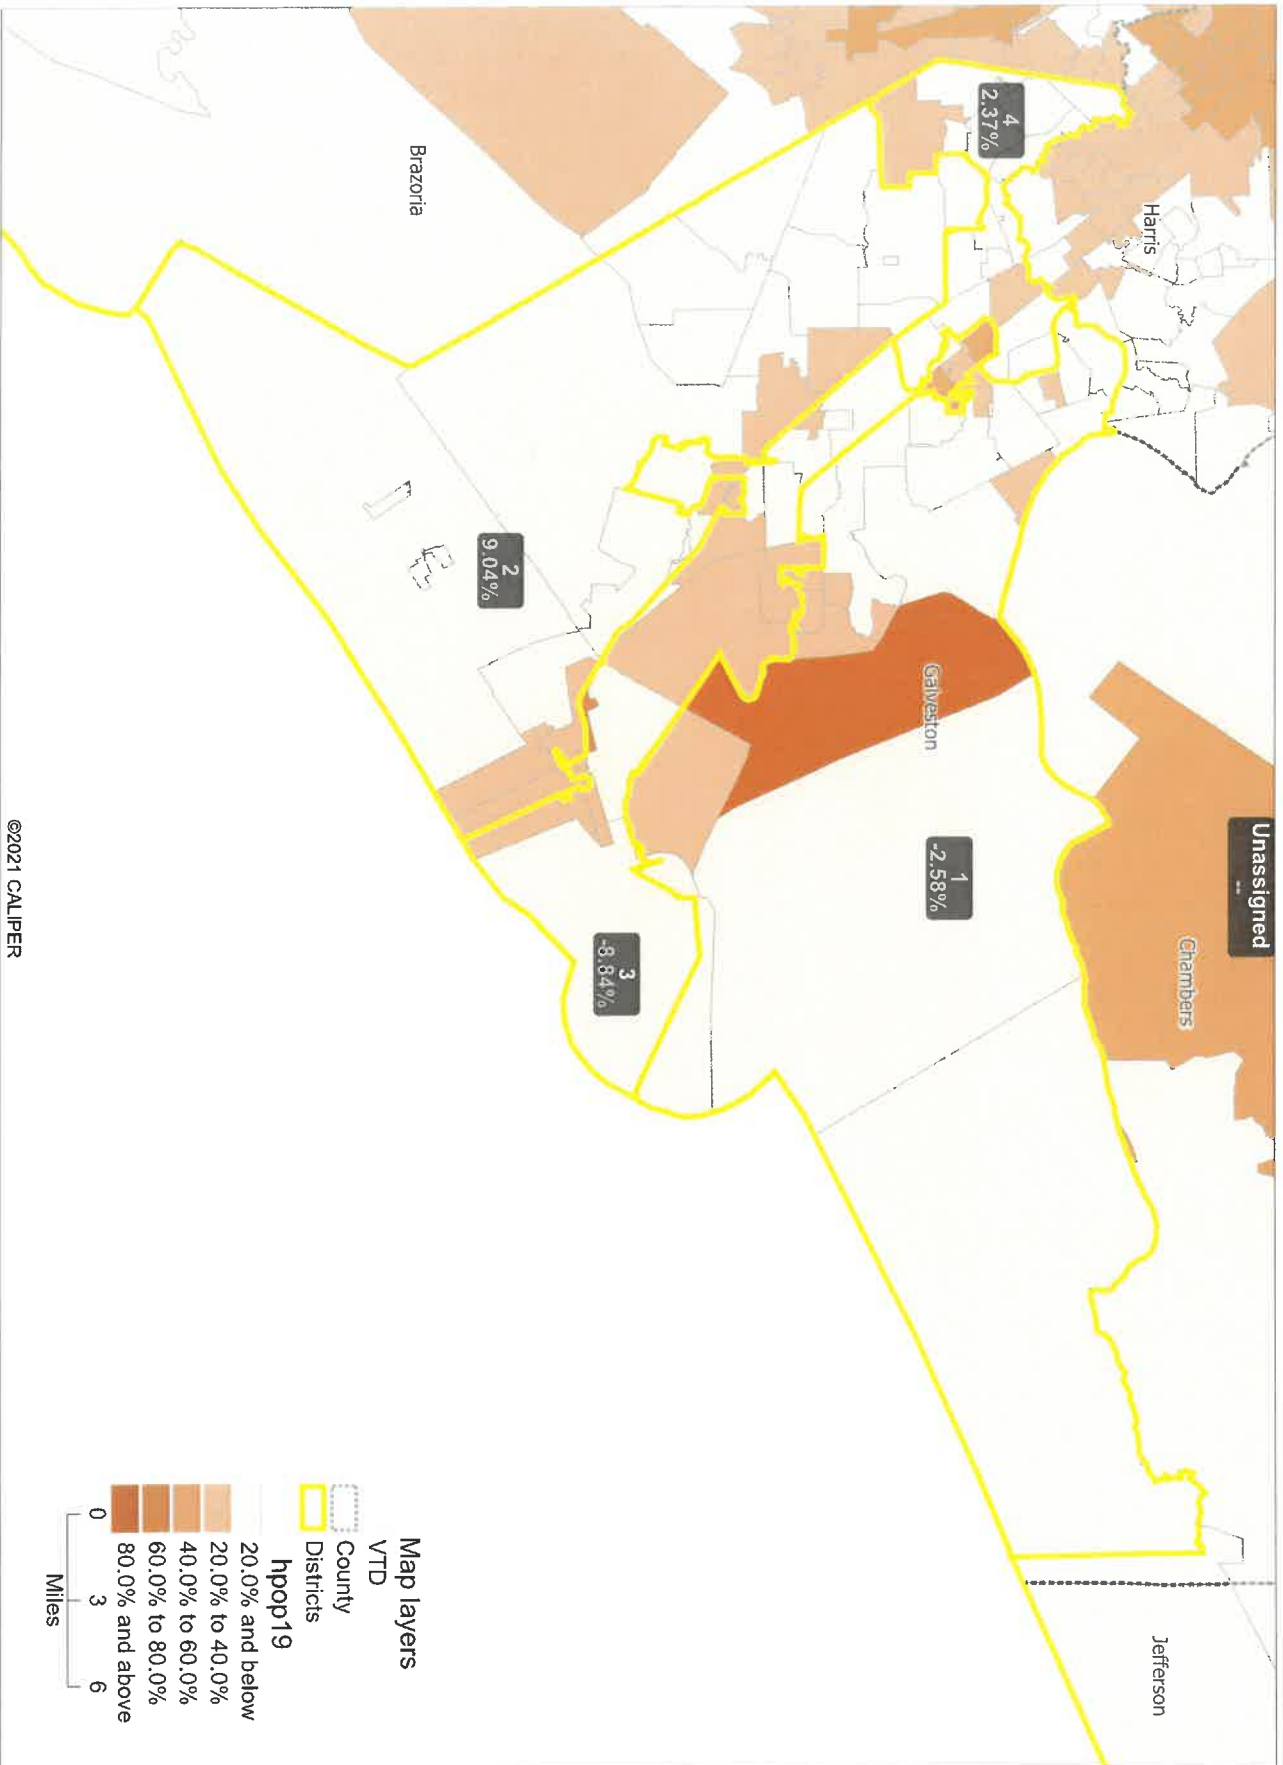 Unassigned
--
Harris
Chambers
Jefferson
4
2.37%
Galveston
1
-2.58%
3
-8.84%
2
9.04%
Brazoria
Map layers
VTD
County
Districts
hpop19
20.0% and below
20.0% to 40.0%
40.0% to 60.0%
60.0% to 80.0%
80.0% and above
0 3 6
Miles
©2021 CALIPER